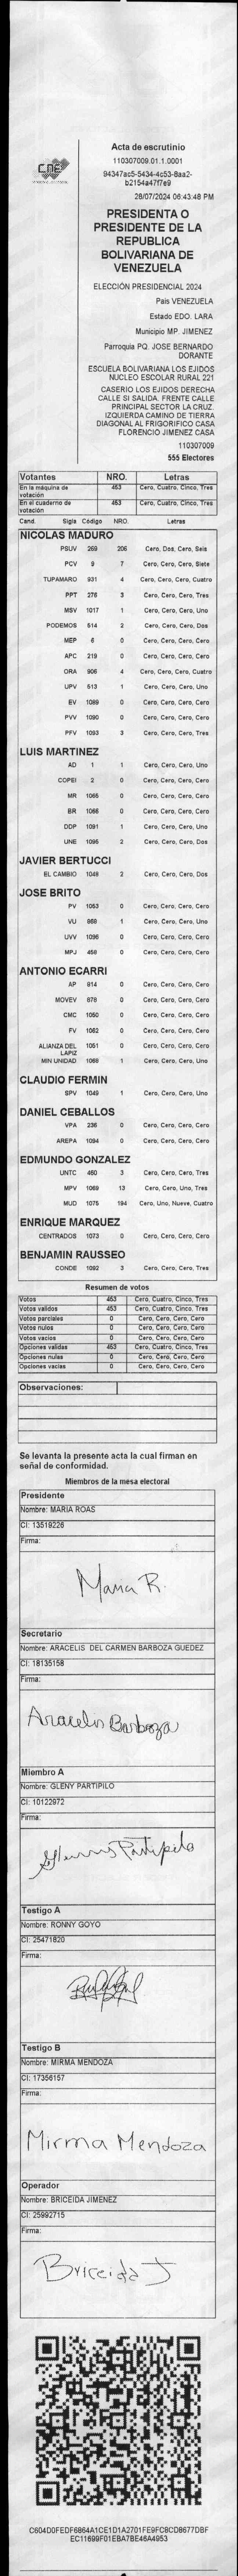 CNE
Acta de escrutinio
110307009.01.1.0001
94347ac5-5434-4c53-8aa2-
b2154a47f7e9
28/07/2024 06:43:48 PM
PRESIDENTA O
PRESIDENTE DE LA
REPUBLICA
BOLIVARIANA DE
VENEZUELA
ELECCIÓN PRESIDENCIAL 2024
Pais VENEZUELA
Estado EDO. LARA
Municipio MP. JIMENEZ
Parroquia PQ. JOSE BERNARDO
DORANTE
ESCUELA BOLIVARIANA LOS EJIDOS
NUCLEO ESCOLAR RURAL 221
CASERIO LOS EJIDOS DERECHA
CALLE SI SALIDA. FRENTE CALLE
PRINCIPAL SECTOR LA CRUZ.
IZQUIERDA CAMINO DE TIERRA
DIAGONAL AL FRIGORIFICO CASA
FLORENCIO JIMENEZ CASA
110307009
555 Electores
Votantes NRO. Letras
En la máquina de votación 453 Cero, Cuatro, Cinco, Tres
En el cuaderno de votación 453 Cero, Cuatro, Cinco, Tres
Cand. Sigla Código NRO. Letras
NICOLAS MADURO
PSUV 269 206 Cero, Dos, Cero, Seis
PCV 9 7 Cero, Cero, Cero, Siete
TUPAMARO 931 4 Cero, Cero, Cero, Cuatro
PPT 276 3 Cero, Cero, Cero, Tres
MSV 1017 1 Cero, Cero, Cero, Uno
PODEMOS 514 2 Cero, Cero, Cero, Dos
MEP 6 0 Cero, Cero, Cero, Cero
APC 219 0 Cero, Cero, Cero, Cero
ORA 906 4 Cero, Cero, Cero, Cuatro
UPV 513 1 Cero, Cero, Cero, Uno
EV 1089 0 Cero, Cero, Cero, Cero
PVV 1090 0 Cero, Cero, Cero, Cero
PFV 1093 3 Cero, Cero, Cero, Tres
LUIS MARTINEZ
AD 1 1 Cero, Cero, Cero, Uno
COPEI 2 0 Cero, Cero, Cero, Cero
MR 1065 0 Cero, Cero, Cero, Cero
BR 1066 0 Cero, Cero, Cero, Cero
DDP 1091 1 Cero, Cero, Cero, Uno
UNE 1095 2 Cero, Cero, Cero, Dos
JAVIER BERTUCCI
EL CAMBIO 1048 2 Cero, Cero, Cero, Dos
JOSE BRITO
PV 1053 0 Cero, Cero, Cero, Cero
VU 868 1 Cero, Cero, Cero, Uno
UVV 1096 0 Cero, Cero, Cero, Cero
MPJ 458 0 Cero, Cero, Cero, Cero
ANTONIO ECARRI
AP 914 0 Cero, Cero, Cero, Cero
MOVEV 878 0 Cero, Cero, Cero, Cero
CMC 1050 0 Cero, Cero, Cero, Cero
FV 1052 0 Cero, Cero, Cero, Cero
ALIANZA DEL LAPIZ 1051 0 Cero, Cero, Cero, Cero
MIN UNIDAD 1068 1 Cero, Cero, Cero, Uno
CLAUDIO FERMIN
SPV 1049 1 Cero, Cero, Cero, Uno
DANIEL CEBALLOS
VPA 236 0 Cero, Cero, Cero, Cero
AREPA 1094 0 Cero, Cero, Cero, Cero
EDMUNDO GONZALEZ
UNTC 460 3 Cero, Cero, Cero, Tres
MPV 1069 13 Cero, Cero, Uno, Tres
MUD 1075 194 Cero, Uno, Nueve, Cuatro
ENRIQUE MARQUEZ
CENTRADOS 1073 0 Cero, Cero, Cero, Cero
BENJAMIN RAUSSEO
CONDE 1092 3 Cero, Cero, Cero, Tres
Resumen de votos
Votos 453 Cero, Cuatro, Cinco, Tres
Votos validos 453 Cero, Cuatro, Cinco, Tres
Votos parciales 0 Cero, Cero, Cero, Cero
Votos nulos 0 Cero, Cero, Cero, Cero
Votos vacios 0 Cero, Cero, Cero, Cero
Opciones validas 453 Cero, Cuatro, Cinco, Tres
Opciones nulas 0 Cero, Cero, Cero, Cero
Opciones vacias 0 Cero, Cero, Cero, Cero
Observaciones:
Se levanta la presente acta la cual firman en
señal de conformidad.
Miembros de la mesa electoral
Presidente
Nombre: MARIA ROAS
CI: 13519226
Firma:
Maria R.
Secretario
Nombre: ARACELIS DEL CARMEN BARBOZA GUEDEZ
CI: 18135158
Firma:
Aracelis Barboza
Miembro A
Nombre: GLENY PARTIPILO
CI: 10122972
Firma:
Partipilo
Testigo A
Nombre: RONNY GOYO
CI: 25471820
Firma:
Testigo B
Nombre: MIRMA MENDOZA
CI: 17356157
Firma:
Mirma Mendoza
Operador
Nombre: BRICEIDA JIMENEZ
CI: 25992715
Firma:
Briceida J
C604D0FEDF6864A1CE1D1A2701FE9FC8CD8677DBF
EC11699F01EBA7BE46A4953